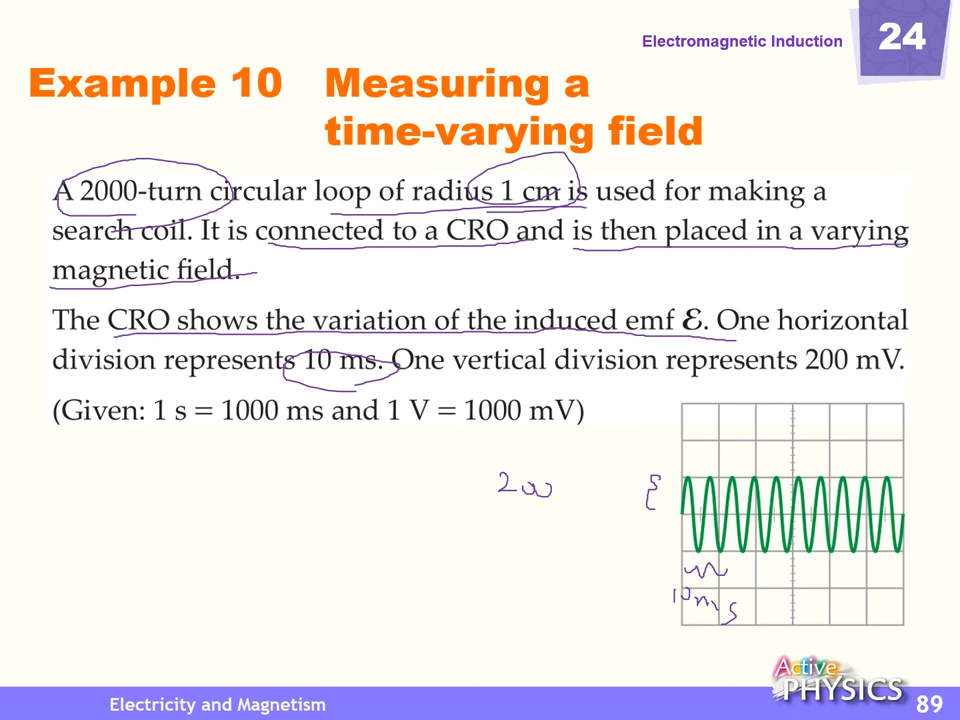 Electromagnetic Induction 24
Example 10 Measuring a
time-varying field
A 2000-turn circular loop of radius 1 cm is used for making a
search coil. It is connected to a CRO and is then placed in a varying
magnetic field.
The CRO shows the variation of the induced emf ℰ. One horizontal
division represents 10 ms. One vertical division represents 200 mV.
(Given: 1 s = 1000 ms and 1 V = 1000 mV)
200
10ms
Active PHYSICS
Electricity and Magnetism 89